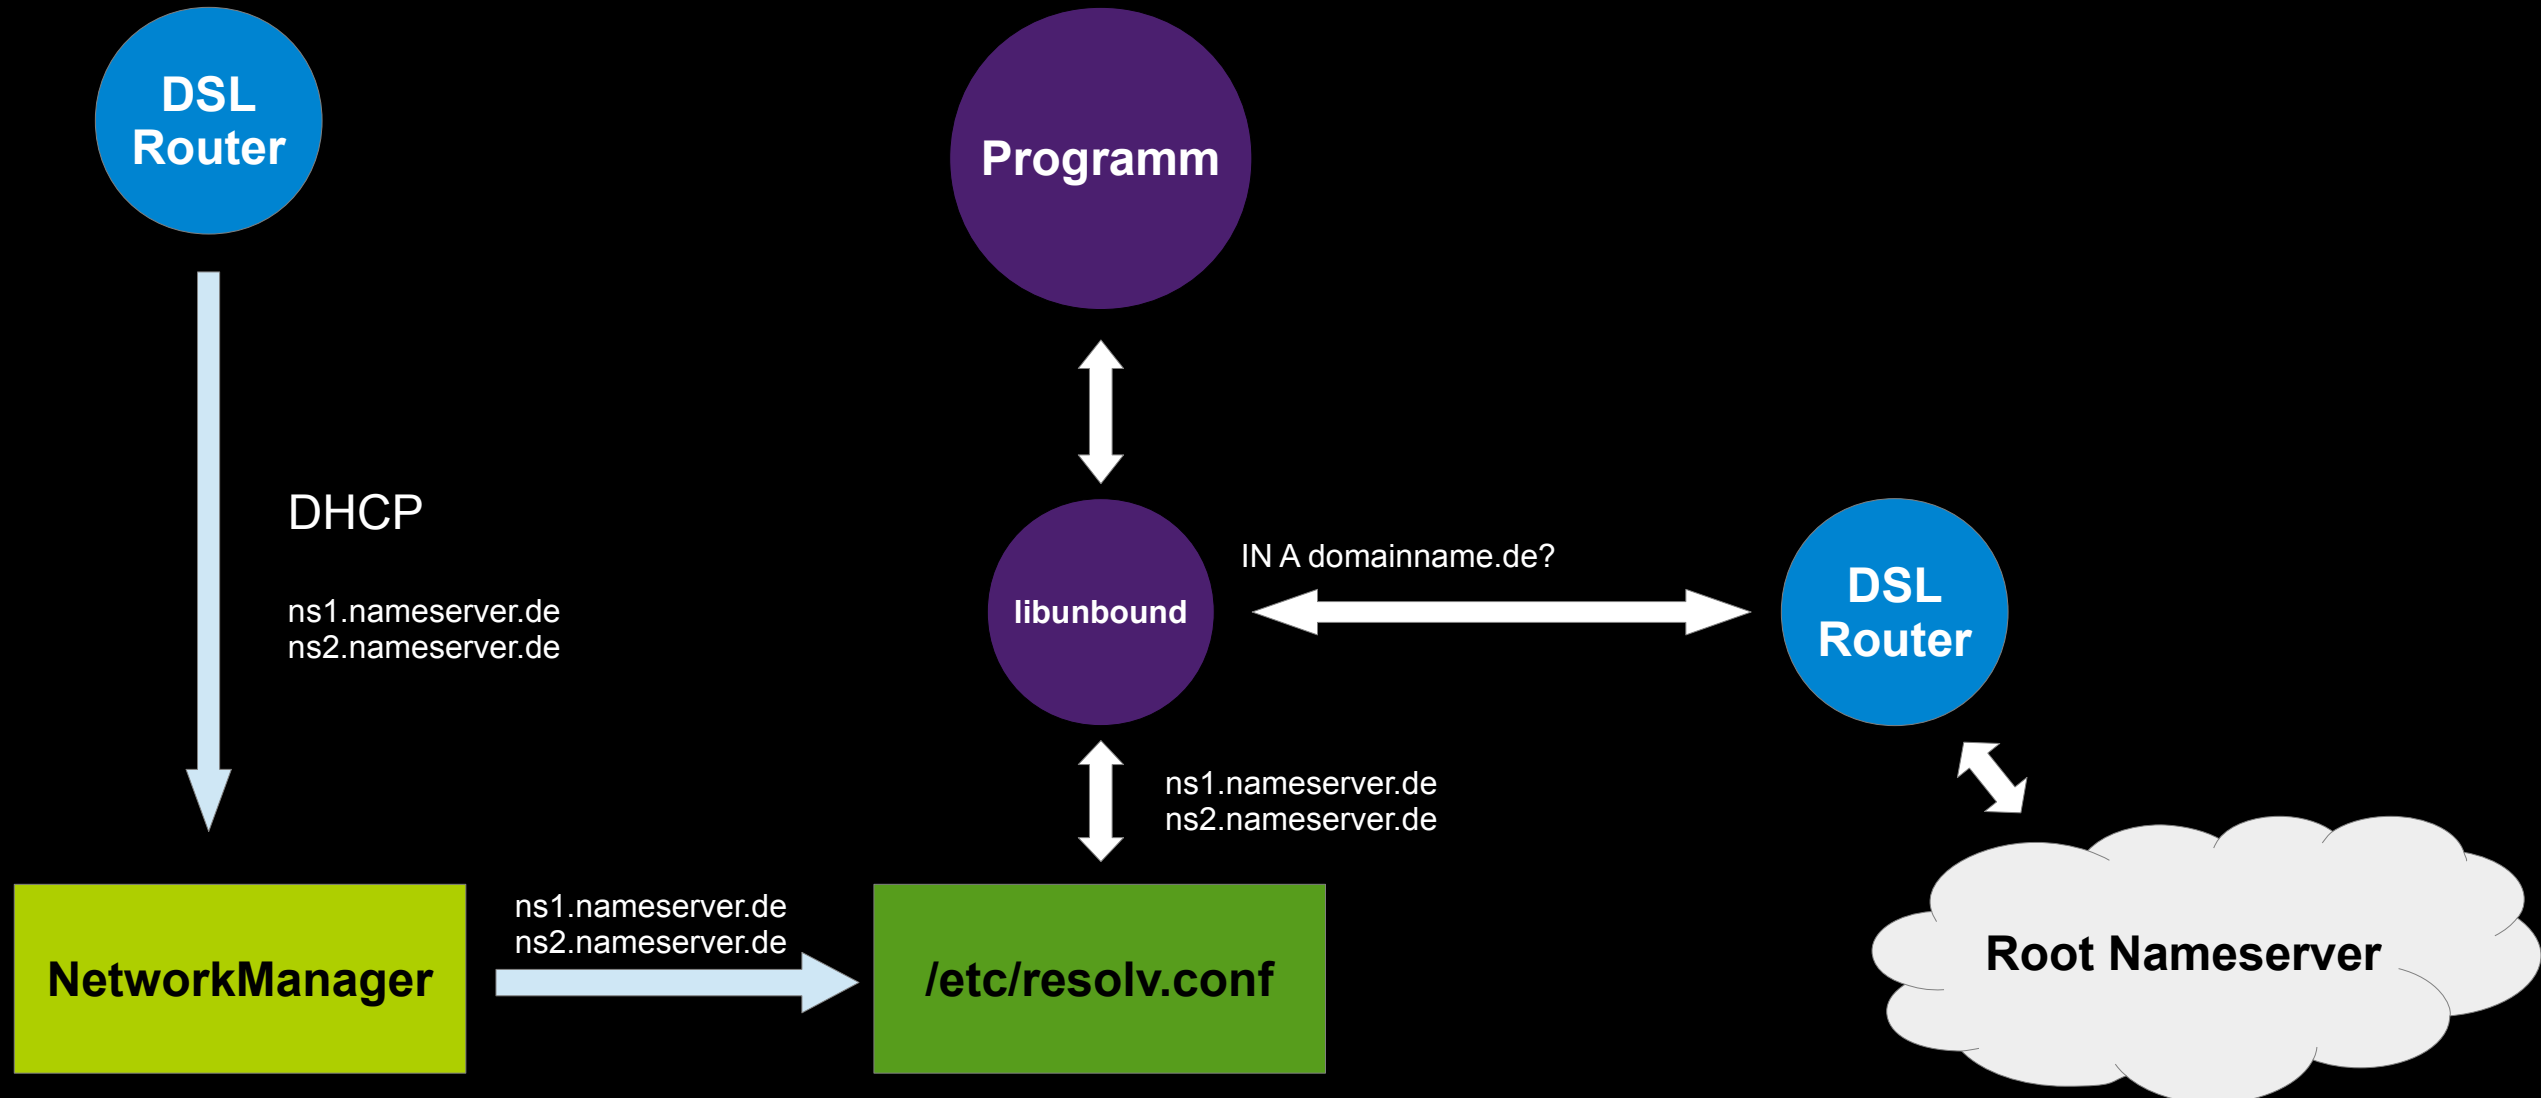 DSL
Router
Programm
DHCP
ns1.nameserver.de
ns2.nameserver.de
libunbound
IN A domainname.de?
DSL
Router
ns1.nameserver.de
ns2.nameserver.de
NetworkManager
ns1.nameserver.de
ns2.nameserver.de
/etc/resolv.conf
Root Nameserver